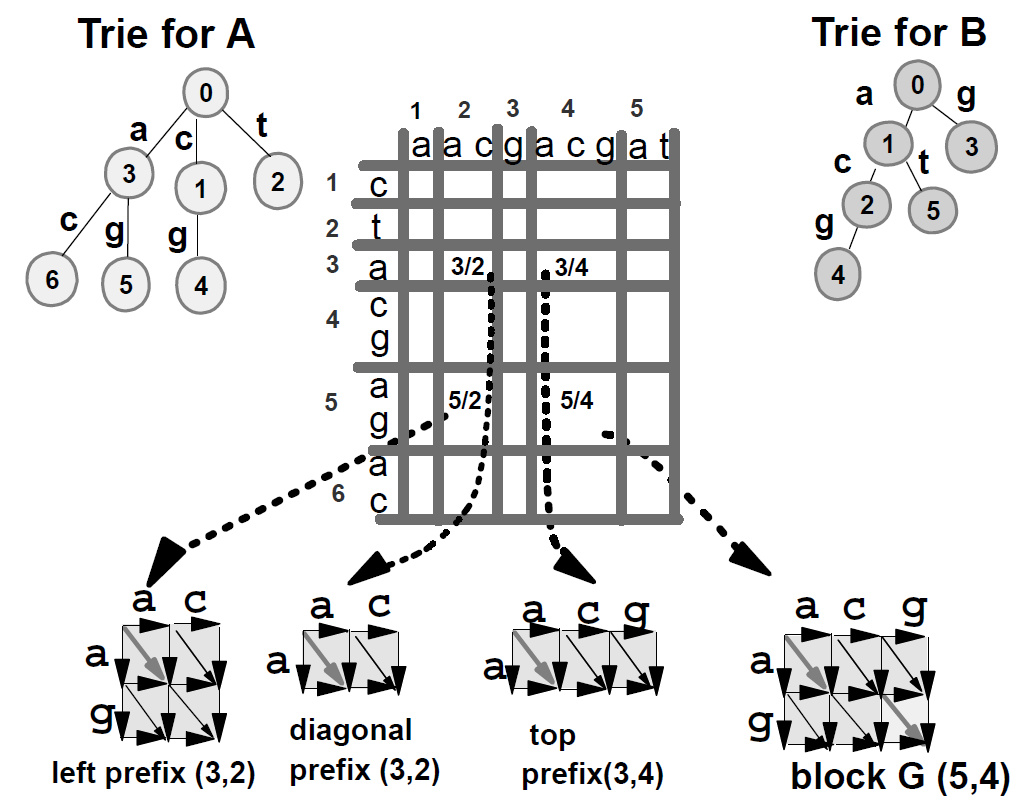 Trie for A
Trie for B
0
a c t
3 1 2
c g g
6 5 4
0
a g
1 3
c t
2 5
g
4
1 2 3 4 5
a a c g a c g a t
1 c
2 t
3 a 3/2 3/4
4 c
g
5 a 5/2 5/4
g
6 a
c
a c
a
g
left prefix (3,2)
a c
a
diagonal
prefix (3,2)
a c g
a
top
prefix(3,4)
a c g
a
g
block G (5,4)